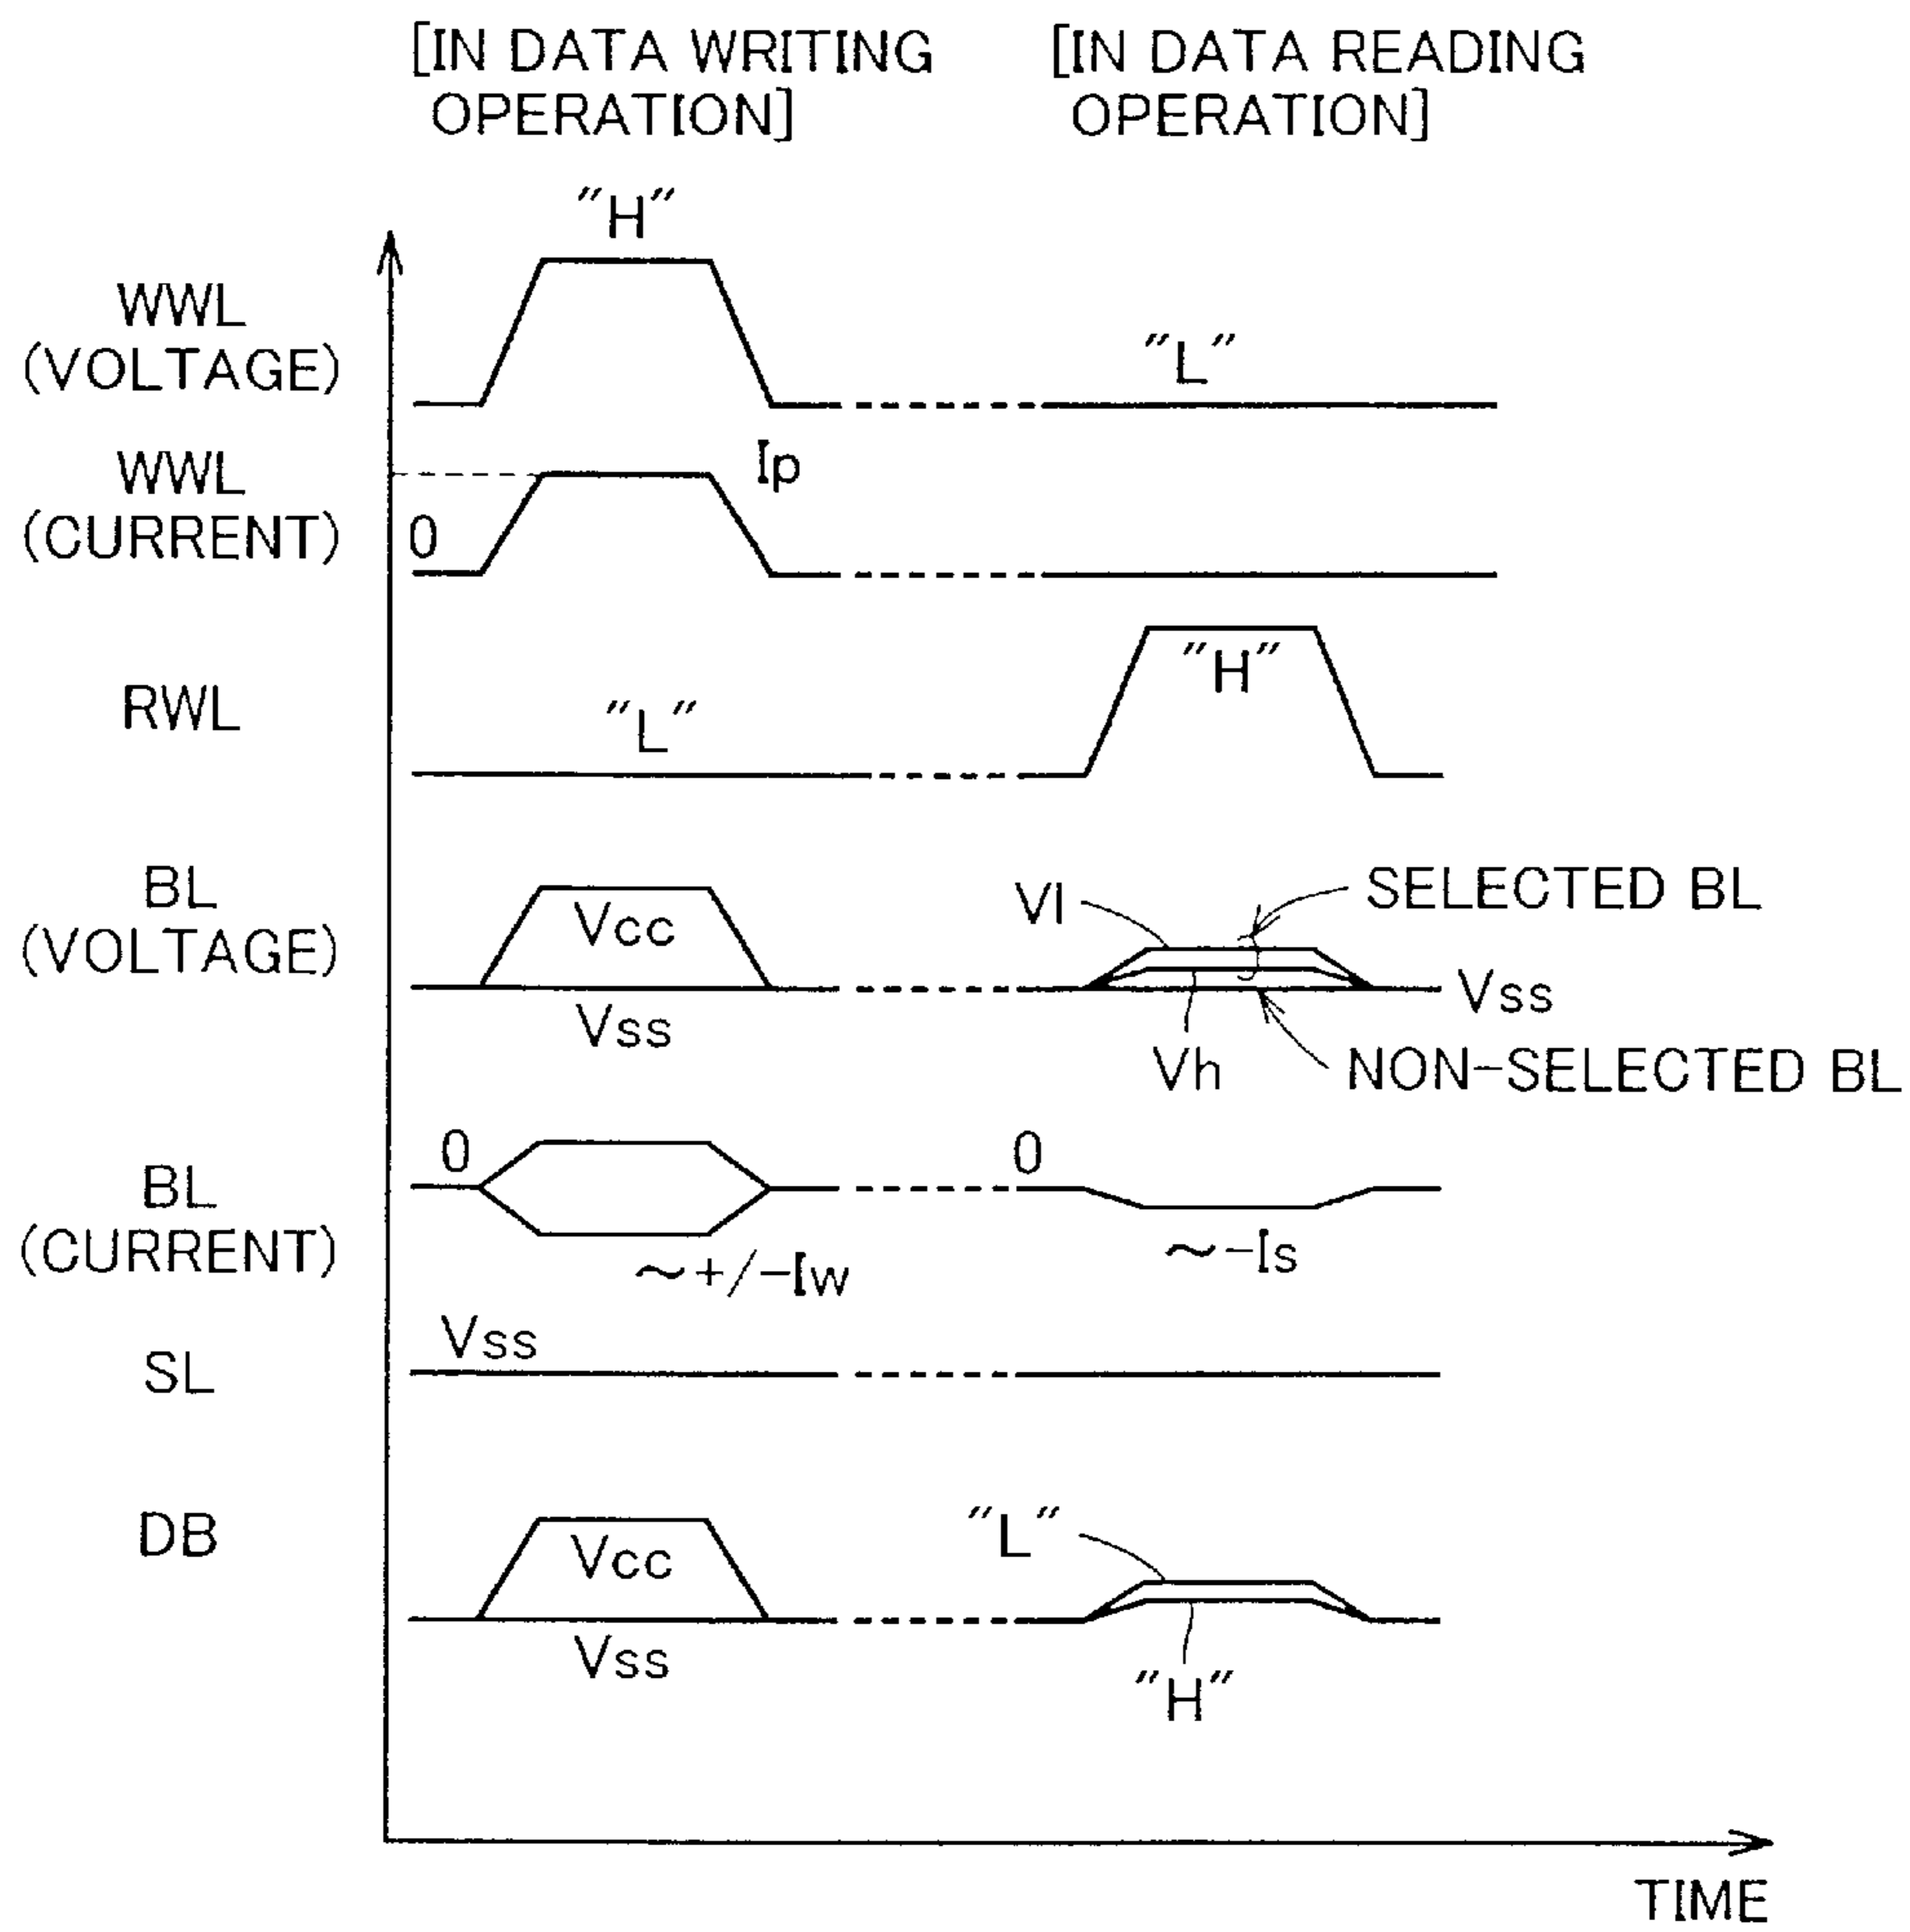 [IN DATA WRITING
OPERATION]
[IN DATA READING
OPERATION]
"H"
WWL
(VOLTAGE)
"L"
WWL
(CURRENT)
Ip
0
RWL
"L"
"H"
BL
(VOLTAGE)
Vcc
Vss
Vl
SELECTED BL
Vss
Vh
NON-SELECTED BL
BL
(CURRENT)
0
~+/-Iw
0
~-Is
SL
Vss
DB
Vcc
Vss
"L"
"H"
TIME